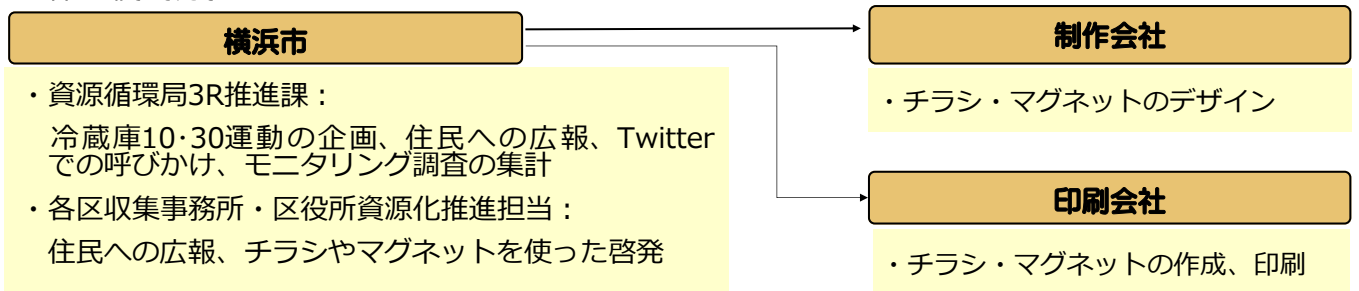 横浜市
・資源循環局3R推進課：
冷蔵庫10・30運動の企画、住民への広報、Twitter
での呼びかけ、モニタリング調査の集計
・各区収集事務所・区役所資源化推進担当：
住民への広報、チラシやマグネットを使った啓発
制作会社
・チラシ・マグネットのデザイン
印刷会社
・チラシ・マグネットの作成、印刷